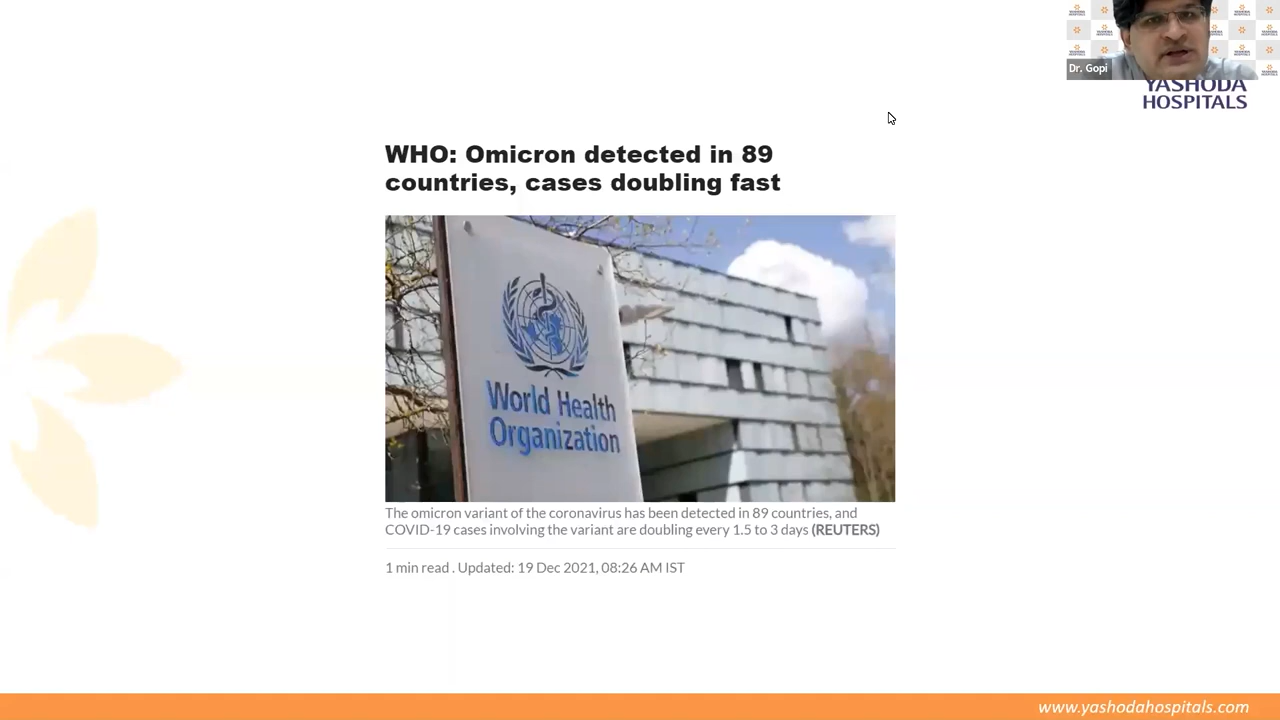 Dr. Gopi
YASHODA
HOSPITALS
WHO: Omicron detected in 89
countries, cases doubling fast
World Health
Organization
The omicron variant of the coronavirus has been detected in 89 countries, and
COVID-19 cases involving the variant are doubling every 1.5 to 3 days (REUTERS)
1 min read . Updated: 19 Dec 2021, 08:26 AM IST
www.yashodahospitals.com